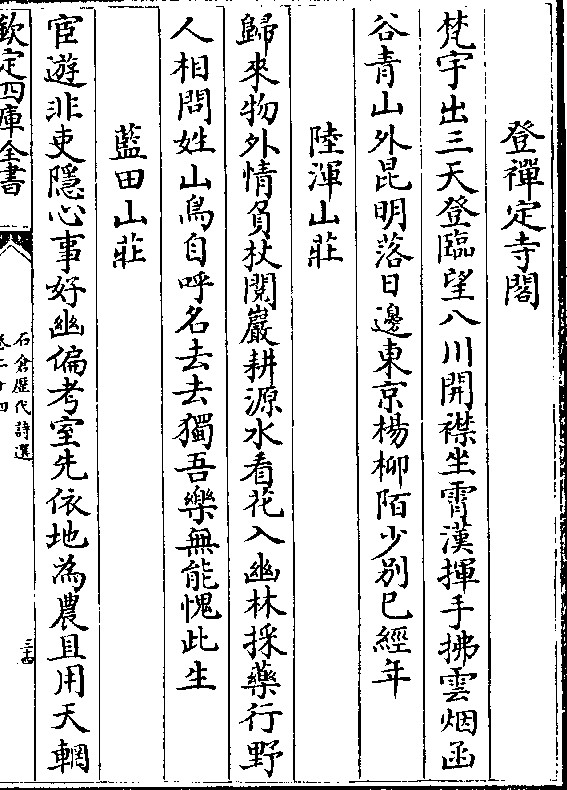 登禪定寺閣
梵宇出三天登臨望八川開襟坐霄漢揮手拂雲烟函
谷青山外昆明落日邊東京楊柳陌少別已經年
陸渾山莊
歸來物外情負杖閱巖耕源水看花入幽林採藥行野
人相問姓山鳥自呼名去去獨吾樂無能愧此生
藍田山莊
宦遊非吏隱心事好幽偏考室先依地為農且用天輞
欽定四庫全書
石倉歷代詩選
卷二十四
三十四